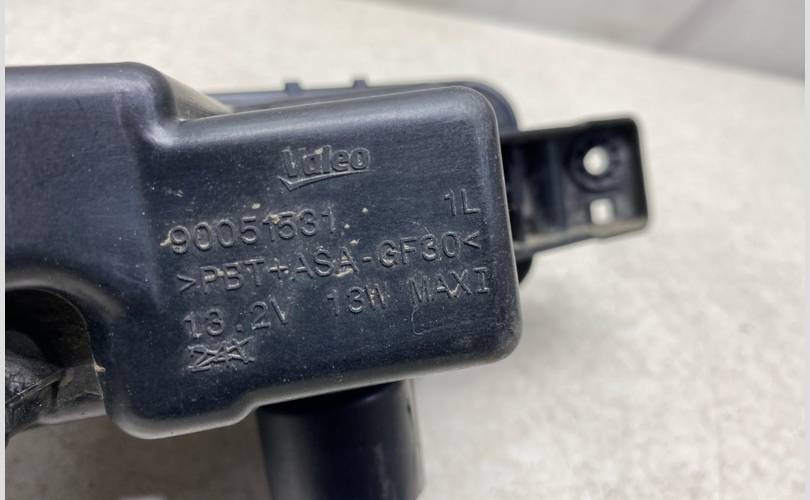 Valeo
90051531 1L
>PBT+ASA-GF30<
13.2V 13W MAXI